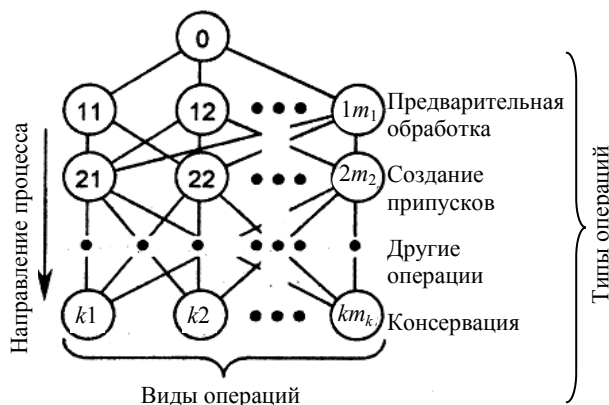 0
11 12 1m₁ Предварительная
обработка
21 22 2m₂ Создание
припусков
Другие
операции
k1 k2 kmₖ Консервация
Виды операций
Направление процесса
Типы операций